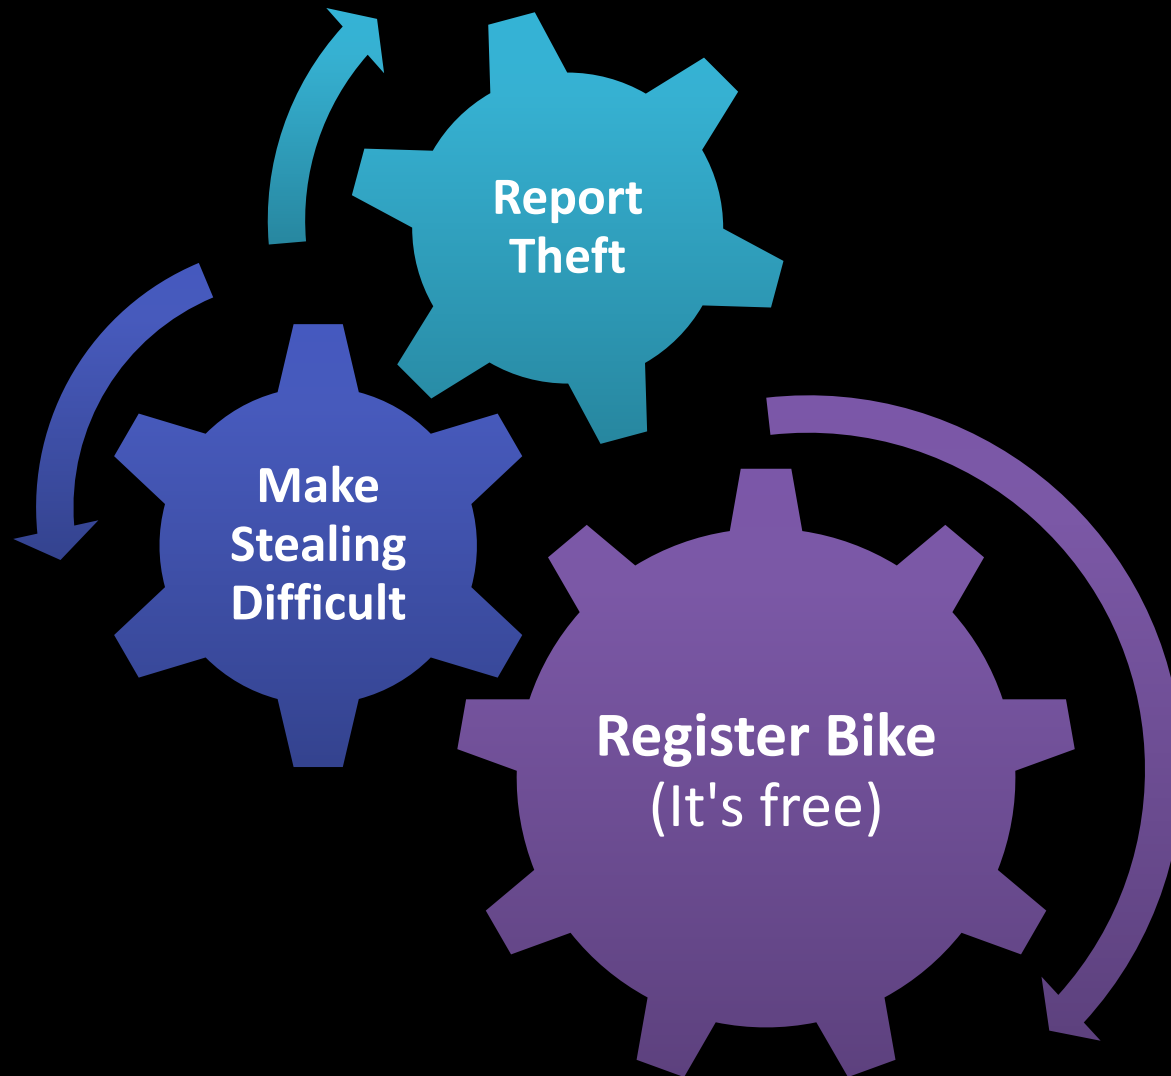 Report
Theft
Make
Stealing
Difficult
Register Bike
(It's free)